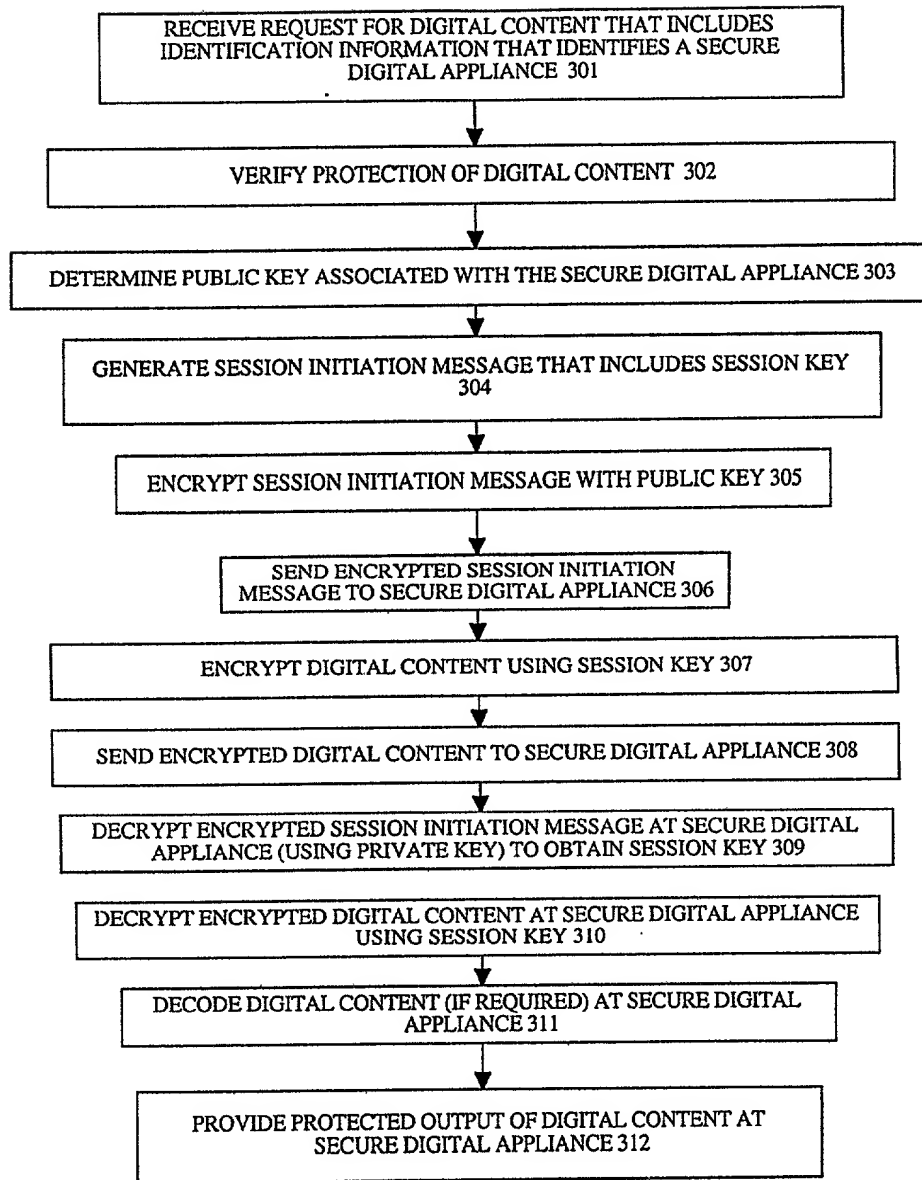 RECEIVE REQUEST FOR DIGITAL CONTENT THAT INCLUDES
IDENTIFICATION INFORMATION THAT IDENTIFIES A SECURE
DIGITAL APPLIANCE 301
VERIFY PROTECTION OF DIGITAL CONTENT 302
DETERMINE PUBLIC KEY ASSOCIATED WITH THE SECURE DIGITAL APPLIANCE 303
GENERATE SESSION INITIATION MESSAGE THAT INCLUDES SESSION KEY
304
ENCRYPT SESSION INITIATION MESSAGE WITH PUBLIC KEY 305
SEND ENCRYPTED SESSION INITIATION
MESSAGE TO SECURE DIGITAL APPLIANCE 306
ENCRYPT DIGITAL CONTENT USING SESSION KEY 307
SEND ENCRYPTED DIGITAL CONTENT TO SECURE DIGITAL APPLIANCE 308
DECRYPT ENCRYPTED SESSION INITIATION MESSAGE AT SECURE DIGITAL
APPLIANCE (USING PRIVATE KEY) TO OBTAIN SESSION KEY 309
DECRYPT ENCRYPTED DIGITAL CONTENT AT SECURE DIGITAL APPLIANCE
USING SESSION KEY 310
DECODE DIGITAL CONTENT (IF REQUIRED) AT SECURE DIGITAL
APPLIANCE 311
PROVIDE PROTECTED OUTPUT OF DIGITAL CONTENT AT
SECURE DIGITAL APPLIANCE 312